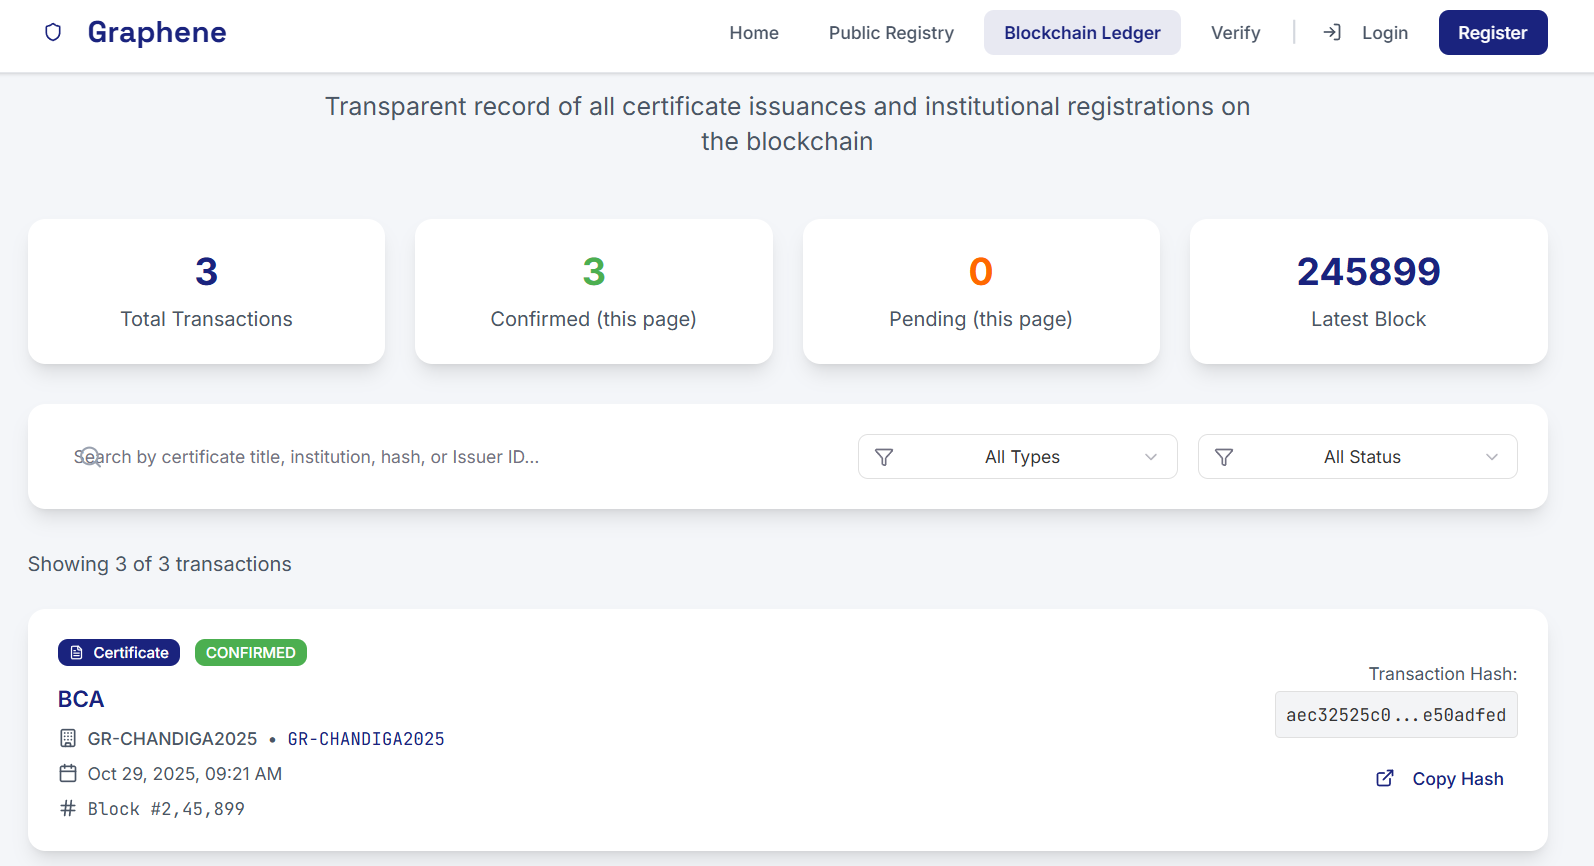 Graphene
Home
Public Registry
Blockchain Ledger
Verify
Login
Register
Transparent record of all certificate issuances and institutional registrations on
the blockchain
3
Total Transactions
3
Confirmed (this page)
0
Pending (this page)
245899
Latest Block
Search by certificate title, institution, hash, or Issuer ID...
All Types
All Status
Showing 3 of 3 transactions
Certificate
CONFIRMED
BCA
GR-CHANDIGA2025 • GR-CHANDIGA2025
Oct 29, 2025, 09:21 AM
# Block #2,45,899
Transaction Hash:
aec32525c0...e50adfed
Copy Hash